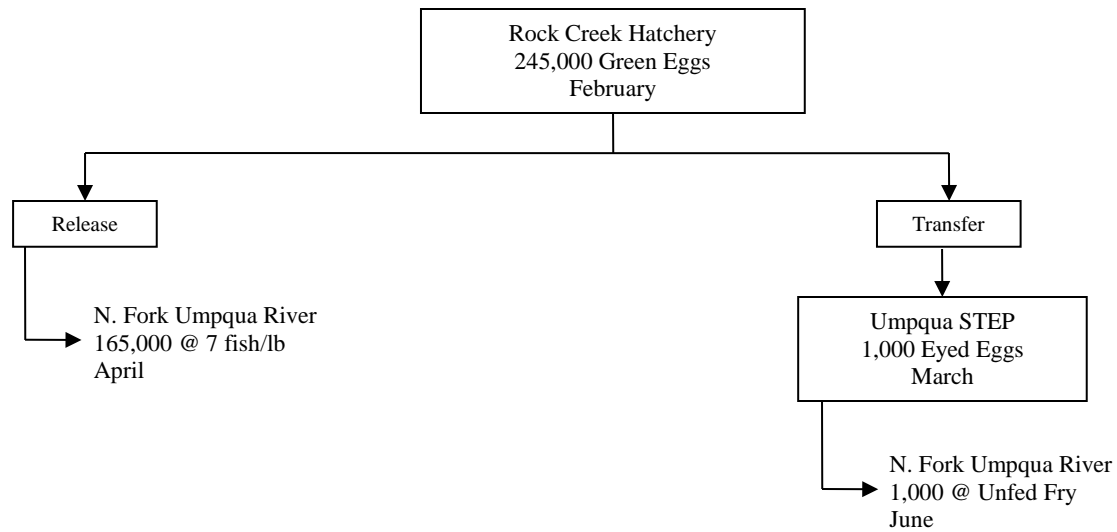 Rock Creek Hatchery
245,000 Green Eggs
February
Release
Transfer
N. Fork Umpqua River
165,000 @ 7 fish/lb
April
Umpqua STEP
1,000 Eyed Eggs
March
N. Fork Umpqua River
1,000 @ Unfed Fry
June